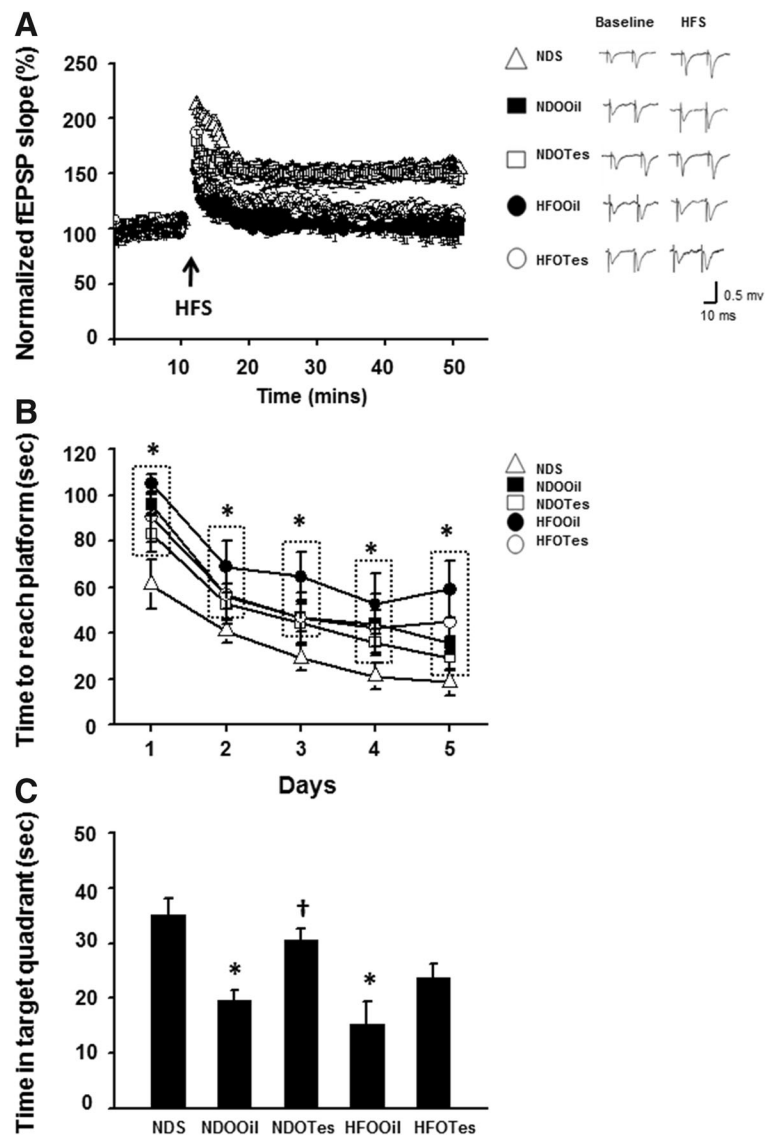 A
Normalized fEPSP slope (%)
250
200
150
100
50
0
HFS
10 20 30 40 50
Time (mins)
Baseline HFS
NDS
NDOOil
NDOTes
HFOOil
HFOTes
0.5 mv
10 ms
B
Time to reach platform (sec)
120
100
80
60
40
20
0
* * * * *
1 2 3 4 5
Days
NDS
NDOOil
NDOTes
HFOOil
HFOTes
C
Time in target quadrant (sec)
50
40
30
20
10
0
* † *
NDS NDOOil NDOTes HFOOil HFOTes